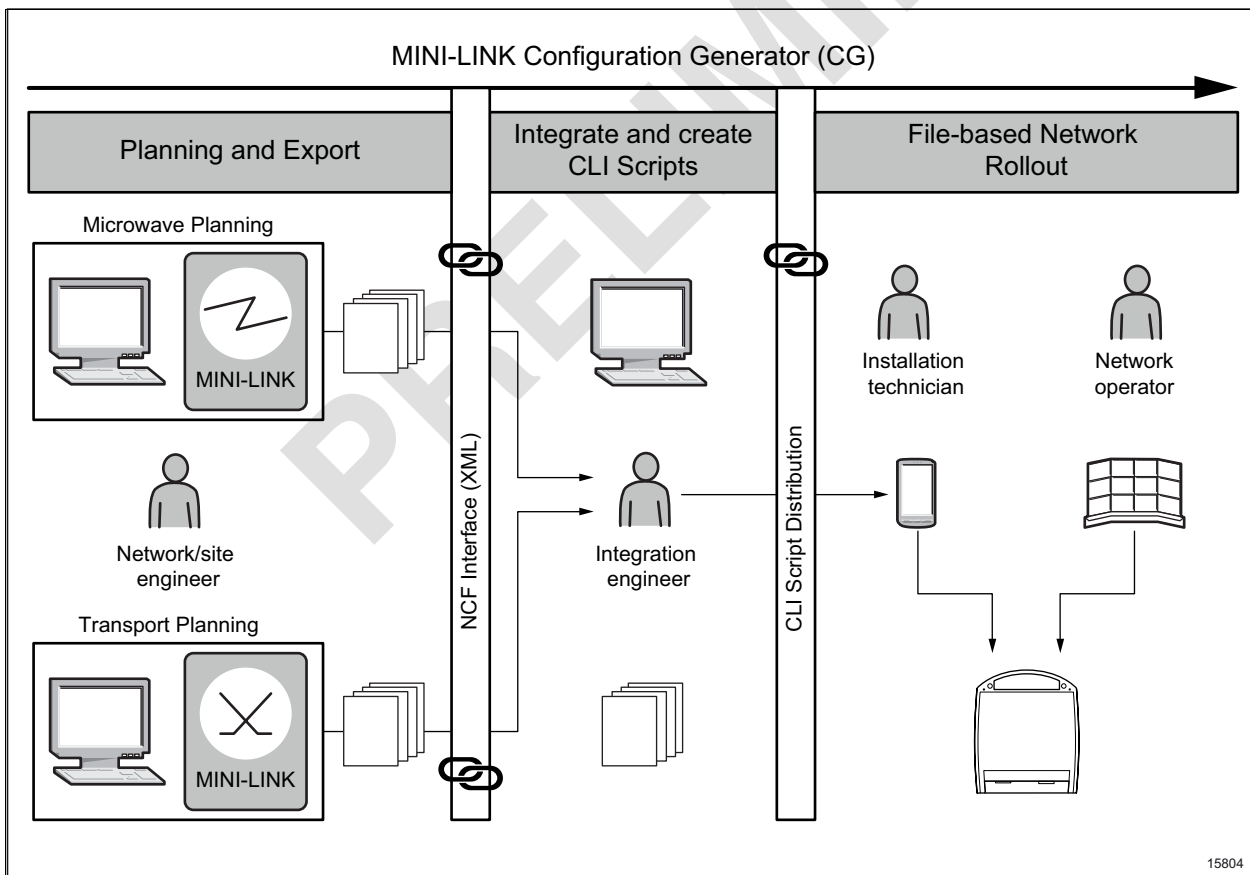 MINI-LINK Configuration Generator (CG)
Planning and Export
Integrate and create
CLI Scripts
File-based Network
Rollout
Microwave Planning
MINI-LINK
Network/site
engineer
Transport Planning
MINI-LINK
NCF Interface (XML)
Integration
engineer
CLI Script Distribution
Installation
technician
Network
operator
15804